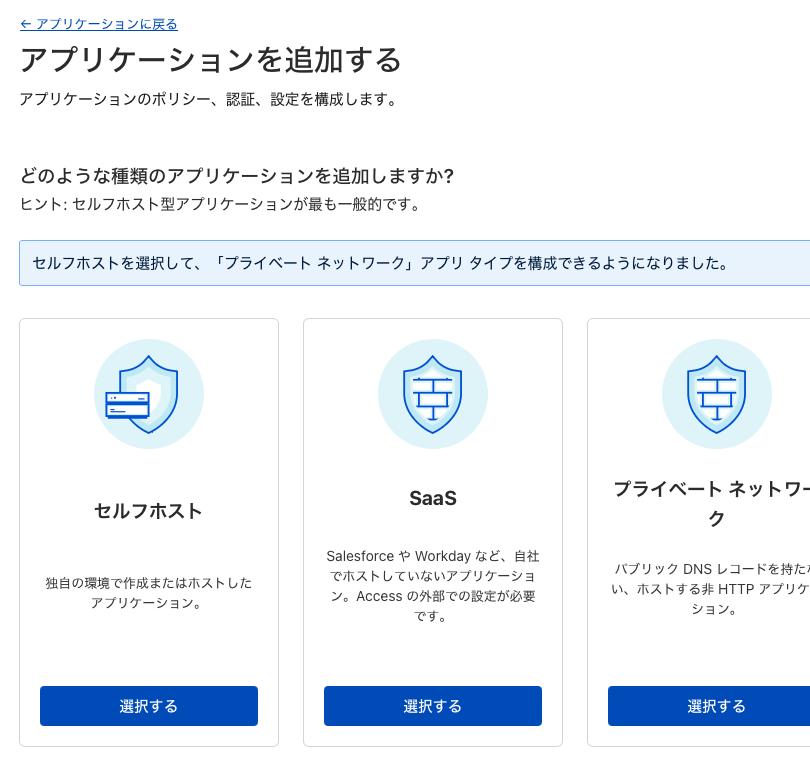 ← アプリケーションに戻る
アプリケーションを追加する
アプリケーションのポリシー、認証、設定を構成します。
どのような種類のアプリケーションを追加しますか?
ヒント: セルフホスト型アプリケーションが最も一般的です。
セルフホストを選択して、「プライベート ネットワーク」アプリ タイプを構成できるようになりました。
セルフホスト
独自の環境で作成またはホストした
アプリケーション。
選択する
SaaS
Salesforce や Workday など、自社
でホストしていないアプリケーショ
ン。Access の外部での設定が必要
です。
選択する
プライベート ネットワー
ク
パブリック DNS レコードを持た
い、ホストする非 HTTP アプリケ
ション。
選択する